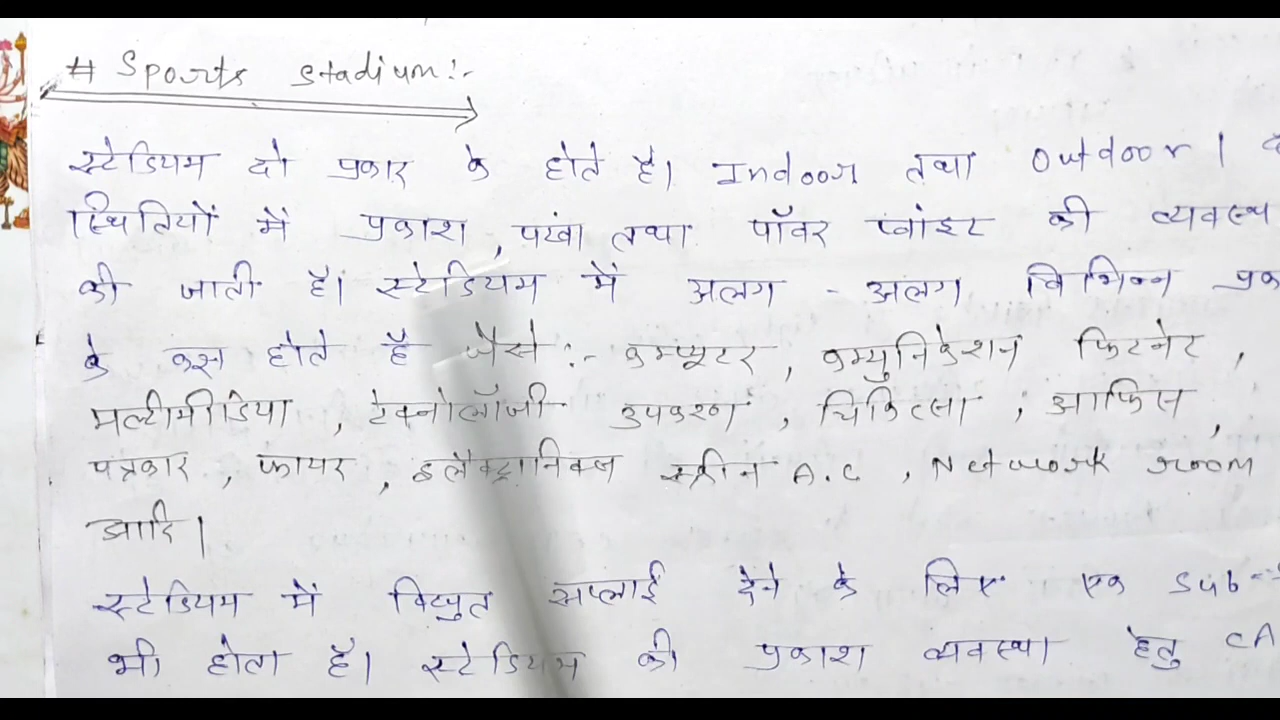 # Sports stadium:-
स्टेडियम दो प्रकार के होते है। Indoor तथा Outdoor।
स्थितियों में प्रकाश, पंखा तथा पॉवर प्वांइट की व्यवस्थ
की जाती है। स्टेडियम में अलग - अलग विभिन्न प्रक
के कक्ष होते है जैसे :- कम्प्यूटर, कम्युनिकेशन फिटनेट,
मल्टीमीडिया, टेक्नोलॉजी उपकरण, चिकित्सा, आफिस,
पत्रकार, फायर, इलैक्ट्रानिक्ज स्क्रीन A.C, Network room
आदि।
स्टेडियम में विद्युत सप्लाई देने के लिए एक Sub-
भी होता है। स्टेडियम की प्रकाश व्यवस्था हेतु CA